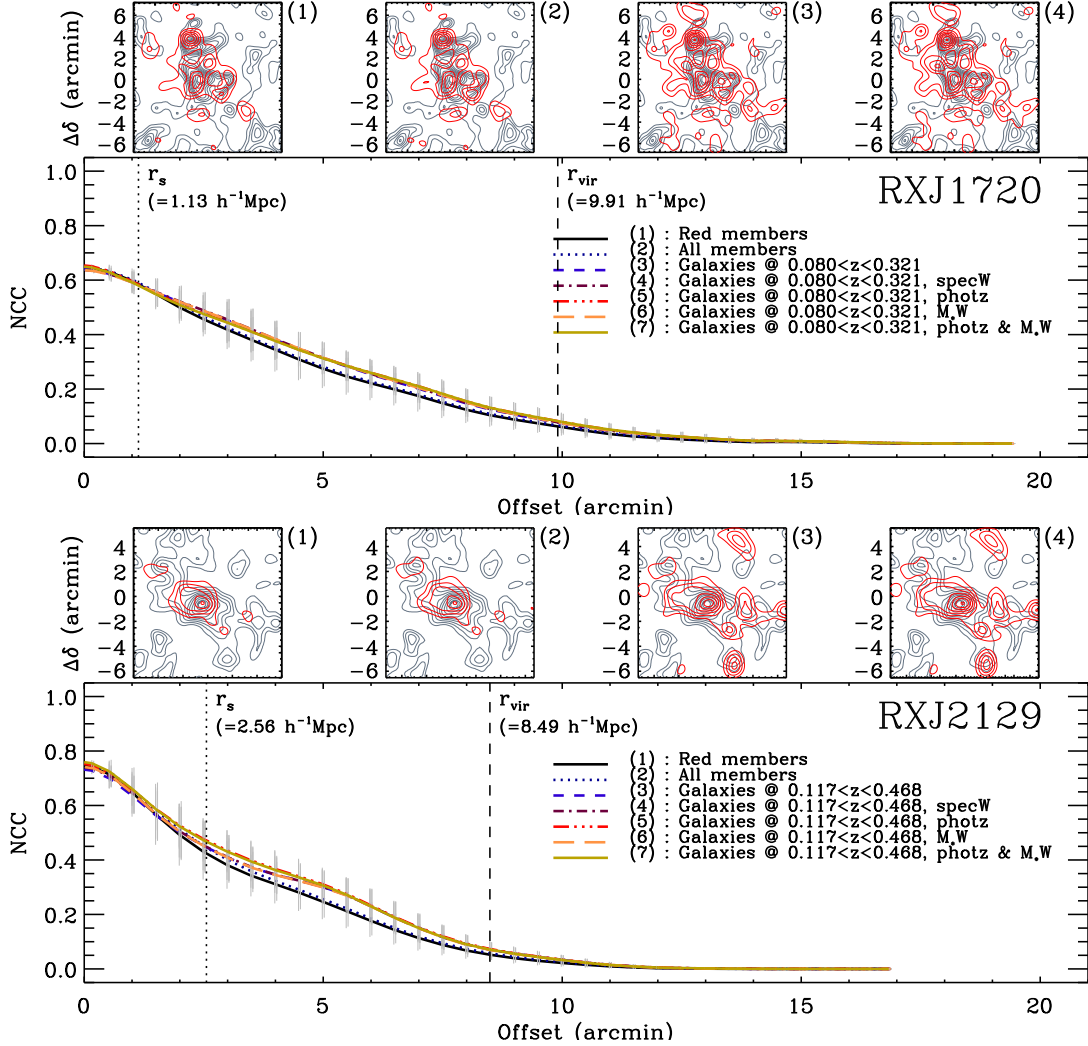 (1) (2) (3) (4)
6
4
2
0
−2
−4
−6
Δδ (arcmin)
RXJ1720
r_s
(=1.13 h⁻¹Mpc)
r_vir
(=9.91 h⁻¹Mpc)
(1) : Red members
(2) : All members
(3) : Galaxies @ 0.080<z<0.321
(4) : Galaxies @ 0.080<z<0.321, specW
(5) : Galaxies @ 0.080<z<0.321, photz
(6) : Galaxies @ 0.080<z<0.321, M⋆W
(7) : Galaxies @ 0.080<z<0.321, photz & M⋆W
1.0
0.8
0.6
0.4
0.2
0.0
NCC
0 5 10 15 20
Offset (arcmin)
(1) (2) (3) (4)
4
2
0
−2
−4
−6
Δδ (arcmin)
RXJ2129
r_s
(=2.56 h⁻¹Mpc)
r_vir
(=8.49 h⁻¹Mpc)
(1) : Red members
(2) : All members
(3) : Galaxies @ 0.117<z<0.468
(4) : Galaxies @ 0.117<z<0.468, specW
(5) : Galaxies @ 0.117<z<0.468, photz
(6) : Galaxies @ 0.117<z<0.468, M⋆W
(7) : Galaxies @ 0.117<z<0.468, photz & M⋆W
1.0
0.8
0.6
0.4
0.2
0.0
NCC
0 5 10 15 20
Offset (arcmin)